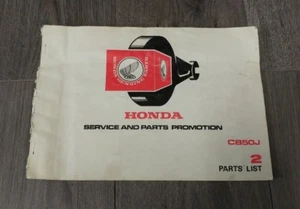 HONDA
SERVICE AND PARTS PROMOTION
CB50J
2
PARTS LIST